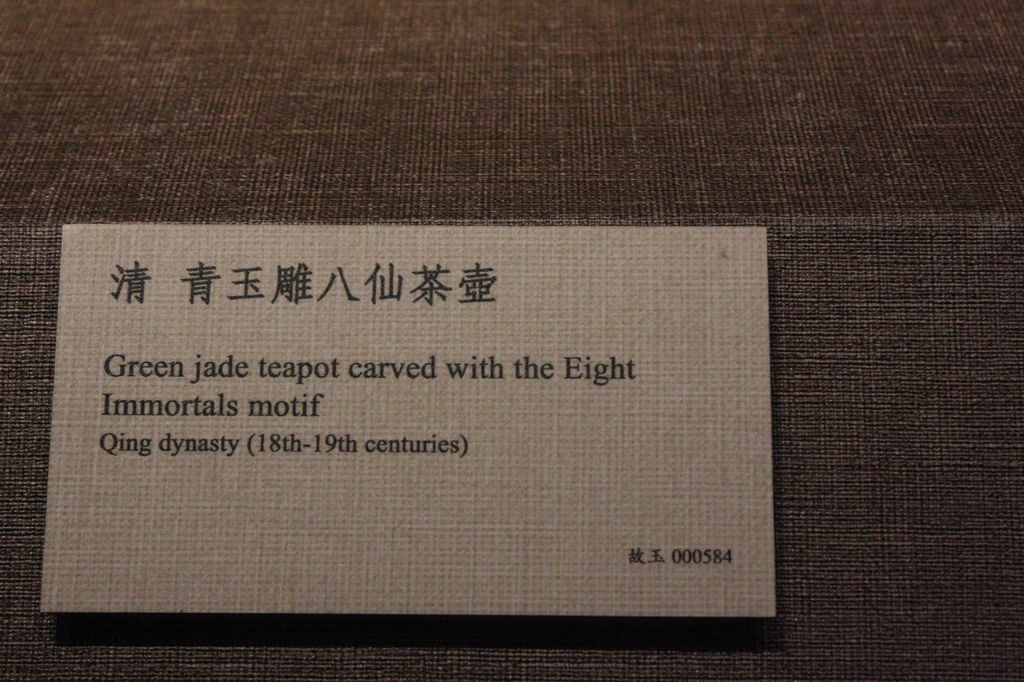 清 青玉雕八仙茶壺
Green jade teapot carved with the Eight
Immortals motif
Qing dynasty (18th-19th centuries)
故玉 000584